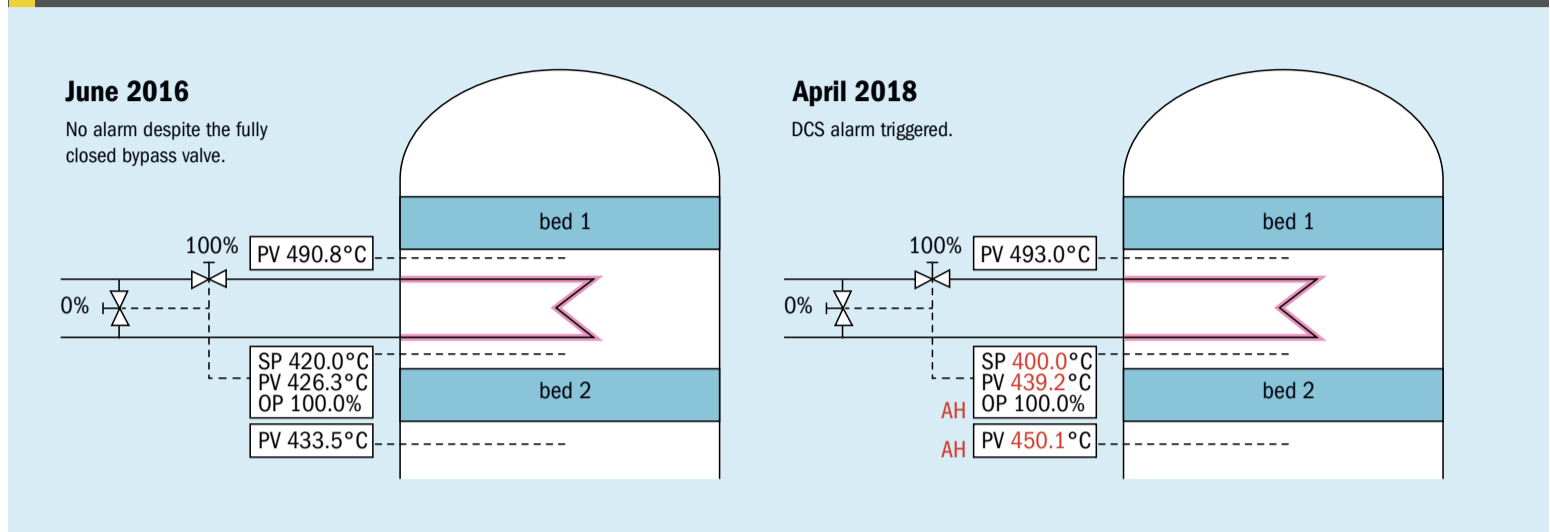 June 2016
No alarm despite the fully
closed bypass valve.
bed 1
100%
PV 490.8°C
0%
SP 420.0°C
PV 426.3°C
OP 100.0%
bed 2
PV 433.5°C
April 2018
DCS alarm triggered.
bed 1
100%
PV 493.0°C
0%
SP 400.0°C
PV 439.2°C
AH OP 100.0%
bed 2
AH PV 450.1°C